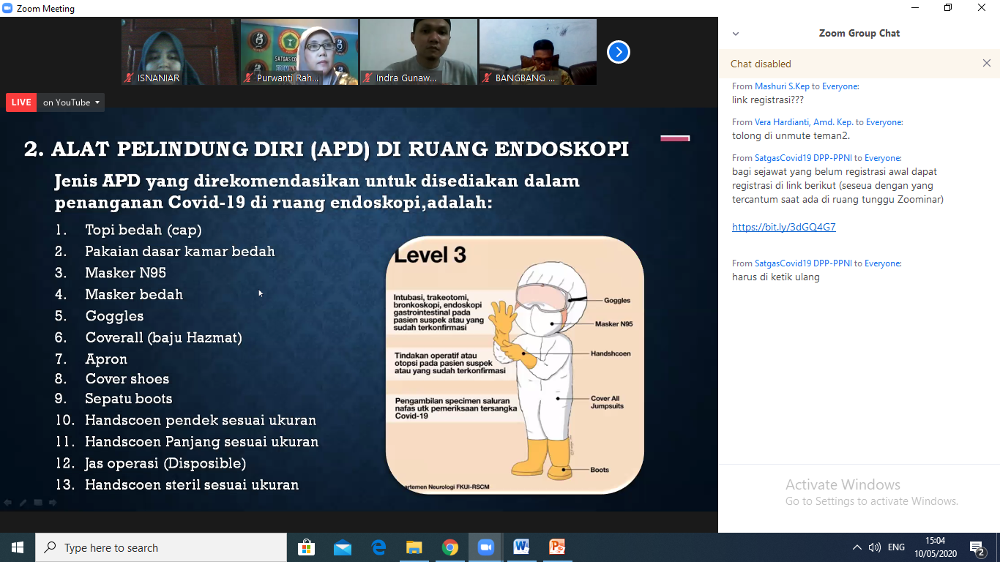 Zoom Meeting
ISNANIAR
Purwanti Rah...
Indra Gunaw...
BANGBANG ...
SATGAS CO
LIVE on YouTube
2. ALAT PELINDUNG DIRI (APD) DI RUANG ENDOSKOPI
Jenis APD yang direkomendasikan untuk disediakan dalam
penanganan Covid-19 di ruang endoskopi,adalah:
1. Topi bedah (cap)
2. Pakaian dasar kamar bedah
3. Masker N95
4. Masker bedah
5. Goggles
6. Coverall (baju Hazmat)
7. Apron
8. Cover shoes
9. Sepatu boots
10. Handscoen pendek sesuai ukuran
11. Handscoen Panjang sesuai ukuran
12. Jas operasi (Disposible)
13. Handscoen steril sesuai ukuran
Level 3
Intubasi, trakeotomi,
bronkoskopi, endoskopi
gastrointestinal pada
pasien suspek atau yang
sudah terkonfirmasi
Tindakan operatif atau
otopsi pada pasien suspek
atau yang sudah terkonfirmasi
Pengambilan specimen saluran
nafas utk pemeriksaan tersangka
Covid-19
Goggles
Masker N95
Handshcoen
Cover All
Jumpsuits
Boots
artemen Neurologi FKUI-RSCM
Zoom Group Chat
Chat disabled
From Mashuri S.Kep to Everyone:
link registrasi???
From Vera Hardianti, Amd. Kep. to Everyone:
tolong di unmute teman2.
From SatgasCovid19 DPP-PPNI to Everyone:
bagi sejawat yang belum registrasi awal dapat
registrasi di link berikut (seseua dengan yang
tercantum saat ada di ruang tunggu Zoominar)
https://bit.ly/3dGQ4G7
From SatgasCovid19 DPP-PPNI to Everyone:
harus di ketik ulang
Activate Windows
Go to Settings to activate Windows.
Type here to search
ENG
15:04
10/05/2020
2